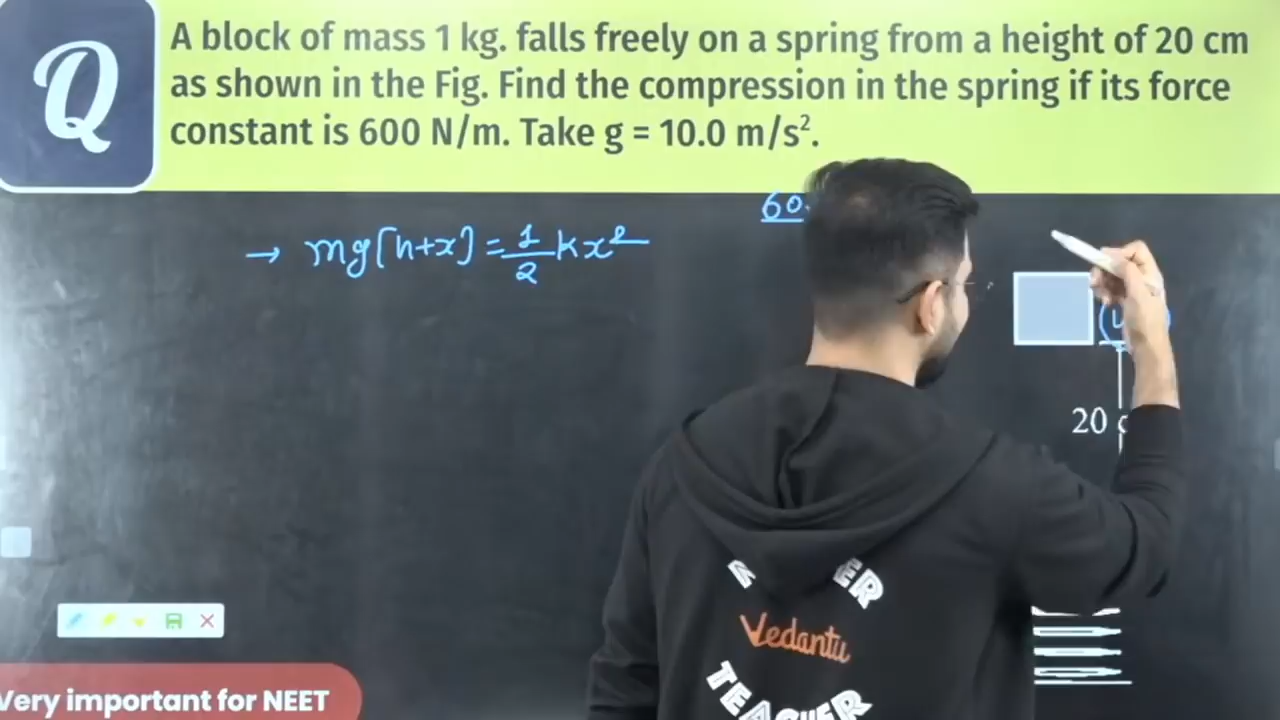 Q
A block of mass 1 kg. falls freely on a spring from a height of 20 cm
as shown in the Fig. Find the compression in the spring if its force
constant is 600 N/m. Take g = 10.0 m/s².
60
→ mg[h+x] = 1/2 kx²
20
Vedantu
TEACHER
Very important for NEET